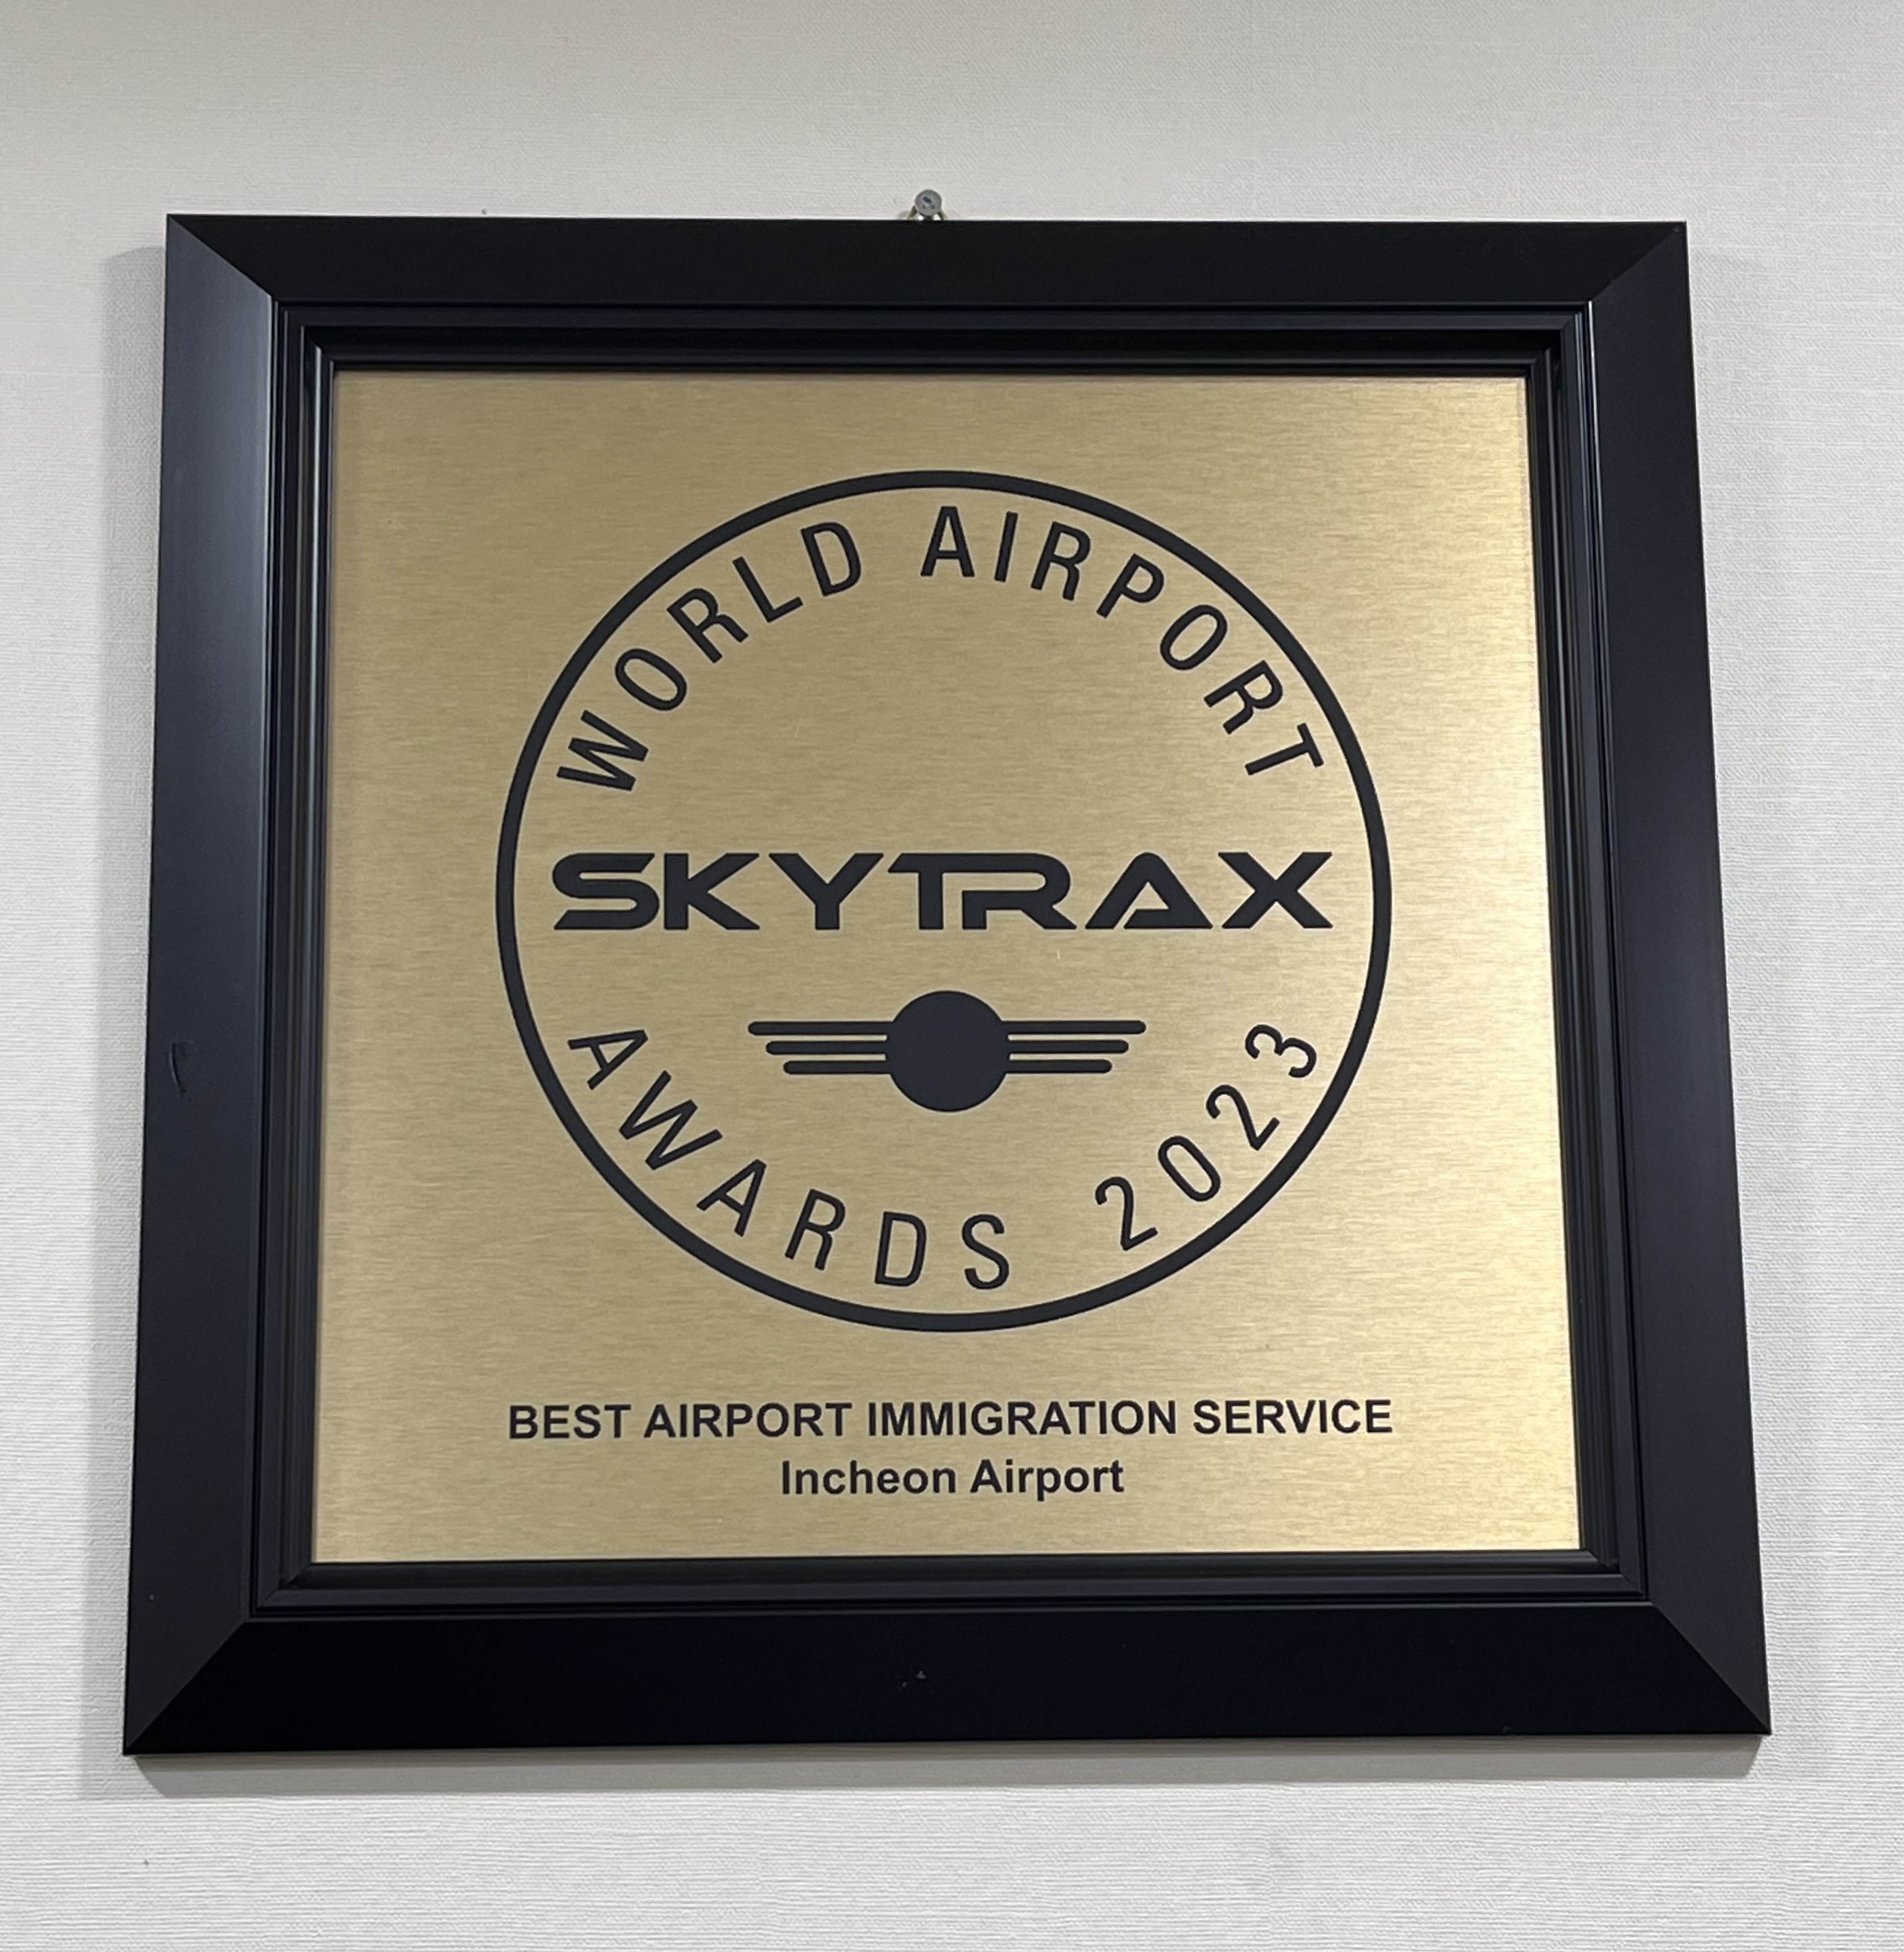 WORLD AIRPORT
SKYTRAX
AWARDS 2023
BEST AIRPORT IMMIGRATION SERVICE
Incheon Airport